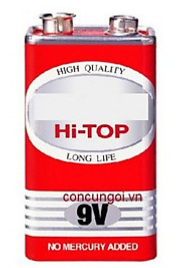 HIGH QUALITY
Hi-TOP
LONG LIFE
concungoi.vn
9V
NO MERCURY ADDED